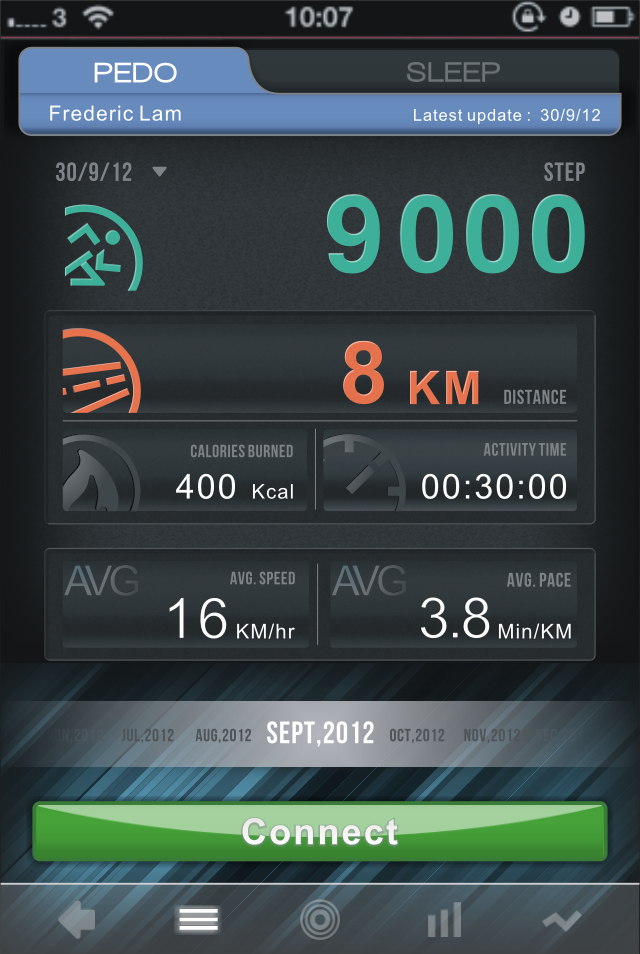 3 10:07
PEDO SLEEP
Frederic Lam Latest update : 30/9/12
30/9/12 STEP
9000
8 KM DISTANCE
CALORIES BURNED ACTIVITY TIME
400 Kcal 00:30:00
AVG AVG. SPEED AVG AVG. PACE
16 KM/hr 3.8 Min/KM
JUL,2012 AUG,2012 SEPT,2012 OCT,2012 NOV,2012
Connect